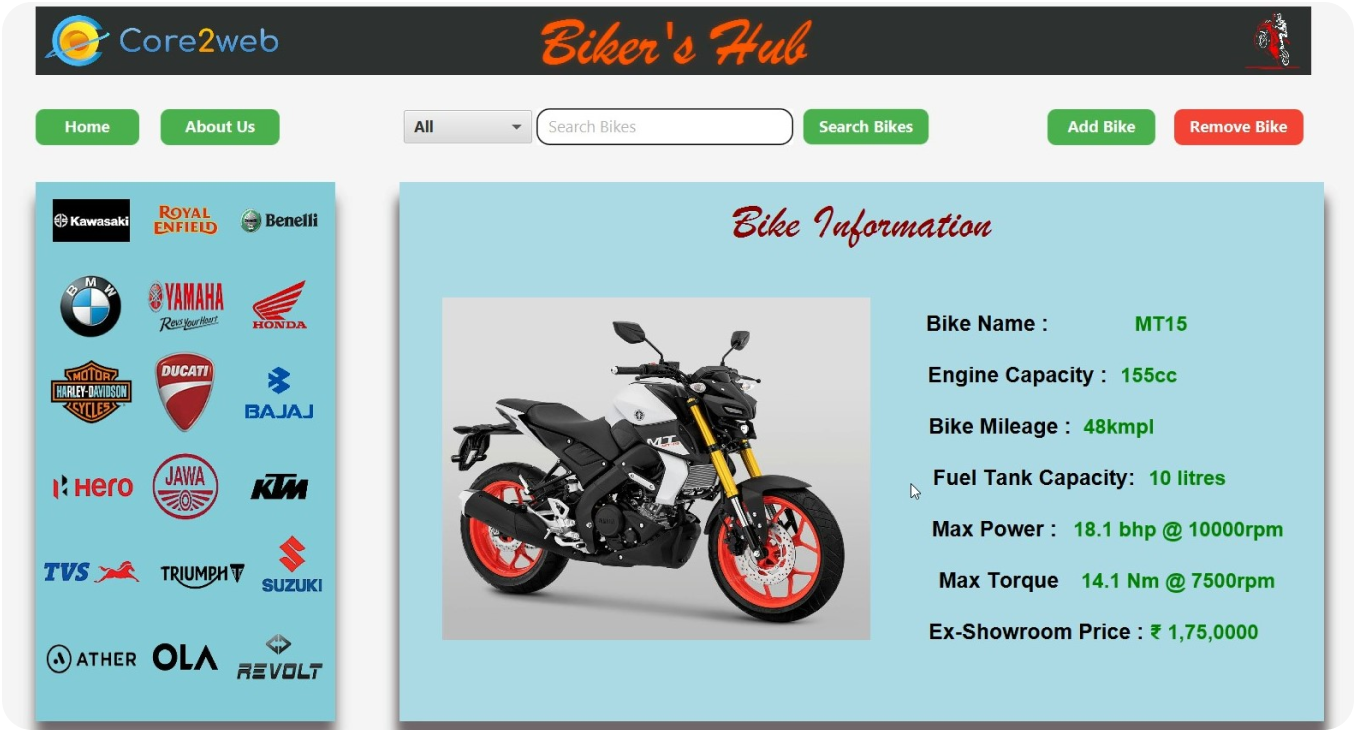 Core2web
Biker's Hub
Home
About Us
All
Search Bikes
Search Bikes
Add Bike
Remove Bike
Kawasaki
ROYAL
ENFIELD
Benelli
BMW
YAMAHA
Revs Your Heart
HONDA
MOTOR
HARLEY-DAVIDSON
CYCLES
DUCATI
BAJAJ
Hero
JAWA
KTM
TVS
TRIUMPH
SUZUKI
ATHER
OLA
REVOLT
Bike Information
MT
Bike Name : MT15
Engine Capacity : 155cc
Bike Mileage : 48kmpl
Fuel Tank Capacity: 10 litres
Max Power : 18.1 bhp @ 10000rpm
Max Torque 14.1 Nm @ 7500rpm
Ex-Showroom Price : ₹ 1,75,0000